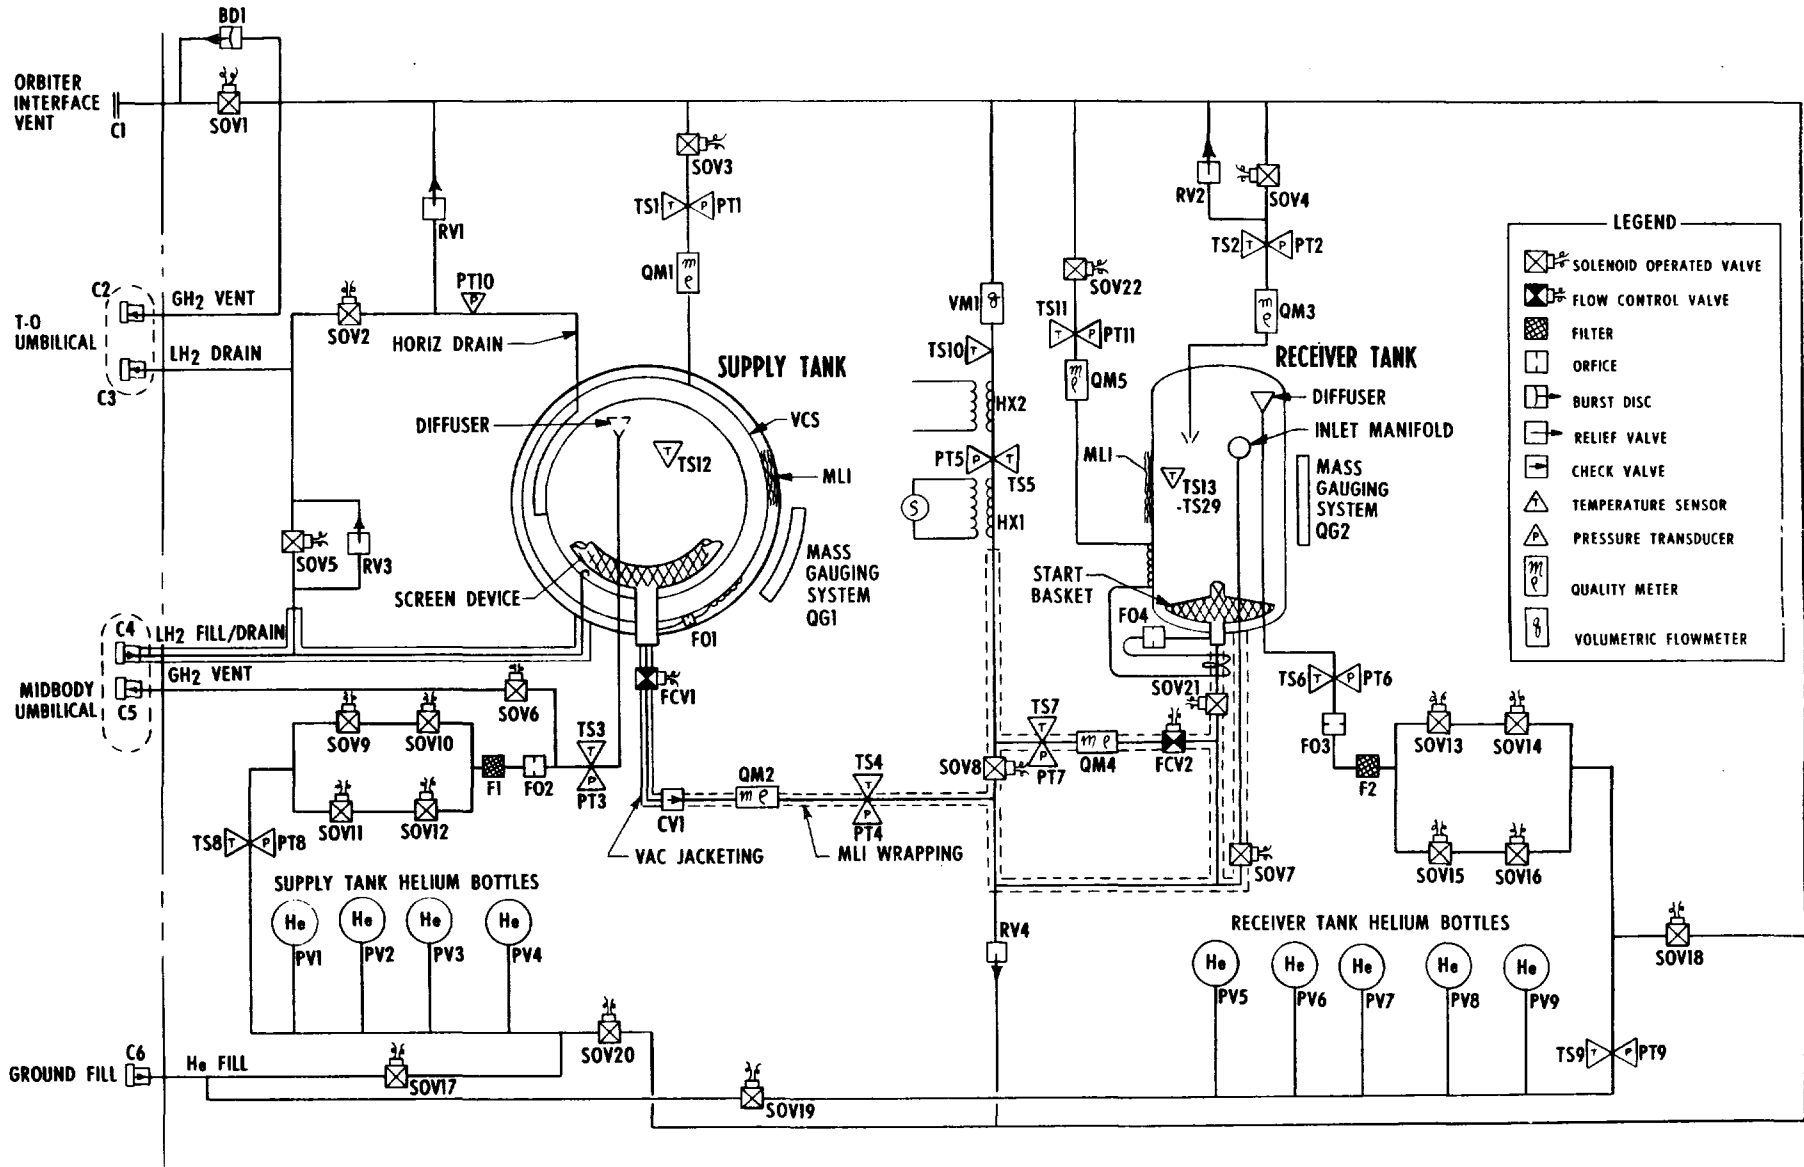 BD1
ORBITER
INTERFACE
VENT
C1
SOV1
SOV3
TS1 T P PT1
RV1
QM1 m ρ
RV2
SOV4
TS2 T P PT2
SOV22
QM3 m ρ
VM1 q
TS11
T P PT11
TS10 T
QM5 m ρ
LEGEND
SOLENOID OPERATED VALVE
FLOW CONTROL VALVE
FILTER
ORFICE
BURST DISC
RELIEF VALVE
CHECK VALVE
T TEMPERATURE SENSOR
P PRESSURE TRANSDUCER
m ρ QUALITY METER
q VOLUMETRIC FLOWMETER
C2
GH2 VENT
T-O
UMBILICAL
LH2 DRAIN
C3
PT10
P
SOV2
HORIZ DRAIN
SUPPLY TANK
RECEIVER TANK
DIFFUSER
VCS
T TS12
MLI
HX2
PT5 P T
TS5
S
HX1
DIFFUSER
INLET MANIFOLD
MLI
T TS13
-TS29
MASS
GAUGING
SYSTEM
QG2
SOV5
RV3
SCREEN DEVICE
MASS
GAUGING
SYSTEM
QG1
FO1
START
BASKET
FO4
C4
LH2 FILL/DRAIN
GH2 VENT
MIDBODY
UMBILICAL
C5
SOV6
FCV1
SOV21
TS6 T P PT6
SOV9
SOV10
TS3
T
P
PT3
F1
FO2
SOV11
SOV12
TS8 T P PT8
QM2
m ρ
TS4
T
P
PT4
CV1
VAC JACKETING
MLI WRAPPING
TS7
T
P
PT7
SOV8
QM4
m ρ
FCV2
SOV7
FO3
F2
SOV13
SOV14
SOV15
SOV16
SUPPLY TANK HELIUM BOTTLES
He
PV1
He
PV2
He
PV3
He
PV4
RV4
RECEIVER TANK HELIUM BOTTLES
He
PV5
He
PV6
He
PV7
He
PV8
He
PV9
SOV18
TS9 T P PT9
SOV20
GROUND FILL
C6
He FILL
SOV17
SOV19